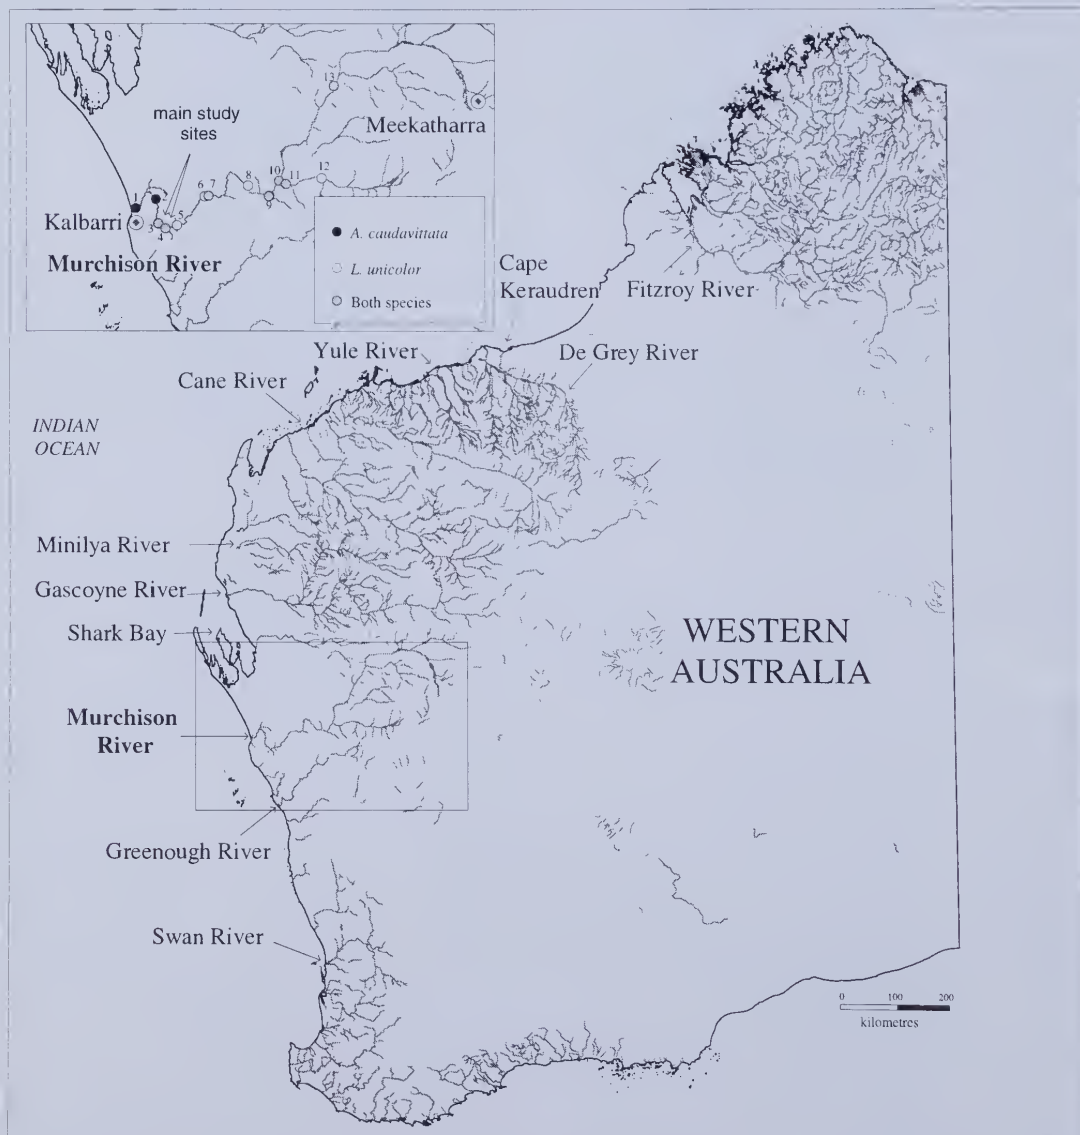 13
Meekatharra
main study
sites
10
11
12
8
6 7
9
1
5
3
4
Kalbarri
Murchison River
A. caudavittata
L. unicolor
Both species
Cape
Keraudren
Fitzroy River
Yule River
De Grey River
Cane River
INDIAN
OCEAN
Minilya River
Gascoyne River
Shark Bay
WESTERN
AUSTRALIA
Murchison
River
Greenough River
Swan River
0 100 200
kilometres